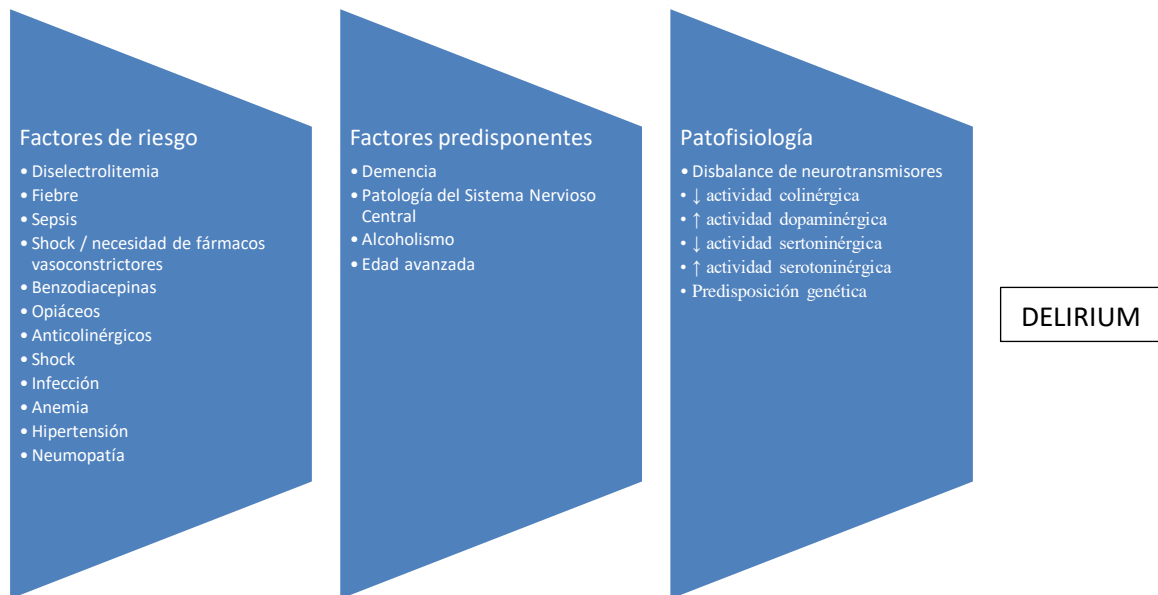 Factores de riesgo
• Diselectrolitemia
• Fiebre
• Sepsis
• Shock / necesidad de fármacos
vasoconstrictores
• Benzodiacepinas
• Opiáceos
• Anticolinérgicos
• Shock
• Infección
• Anemia
• Hipertensión
• Neumopatía
Factores predisponentes
• Demencia
• Patología del Sistema Nervioso
Central
• Alcoholismo
• Edad avanzada
Patofisiología
• Disbalance de neurotransmisores
• ↓ actividad colinérgica
• ↑ actividad dopaminérgica
• ↓ actividad sertoninérgica
• ↑ actividad serotoninérgica
• Predisposición genética
DELIRIUM